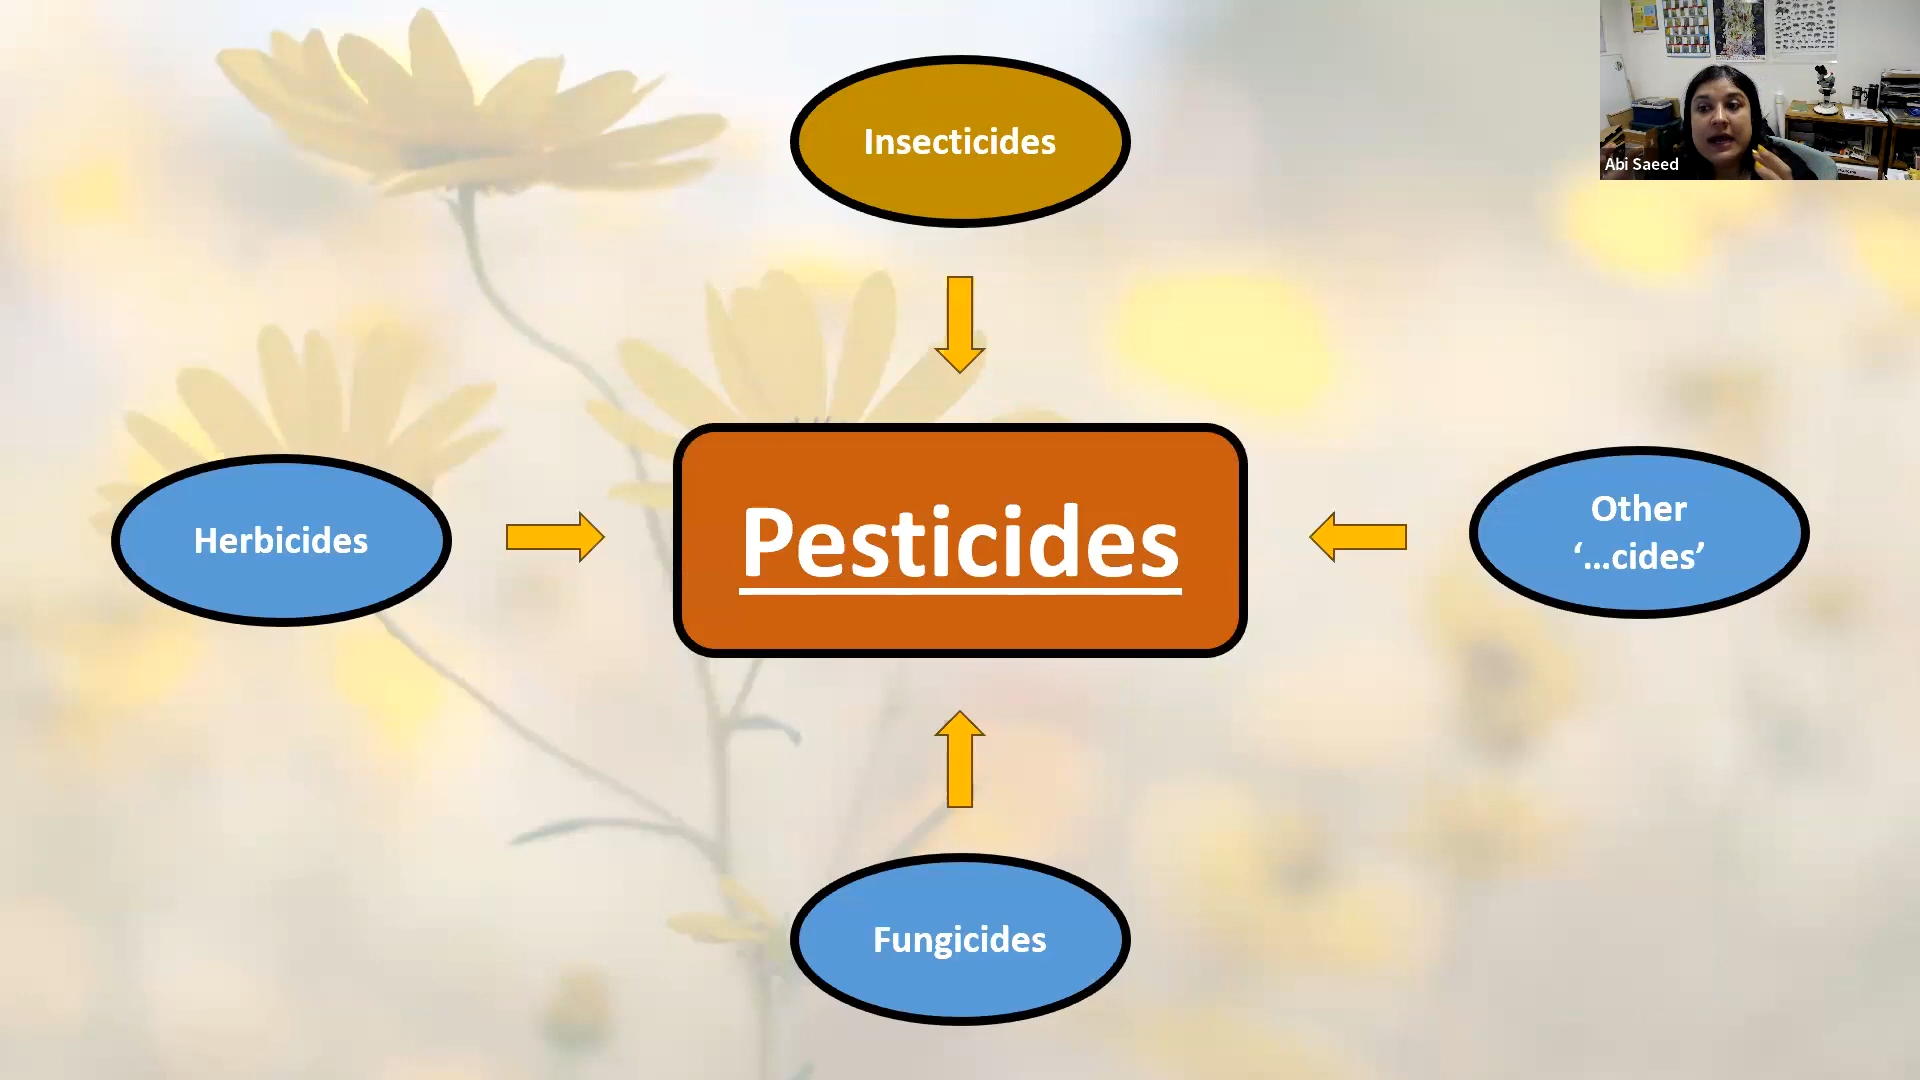 Insecticides
Abi Saeed
Herbicides
Pesticides
Other
‘...cides’
Fungicides